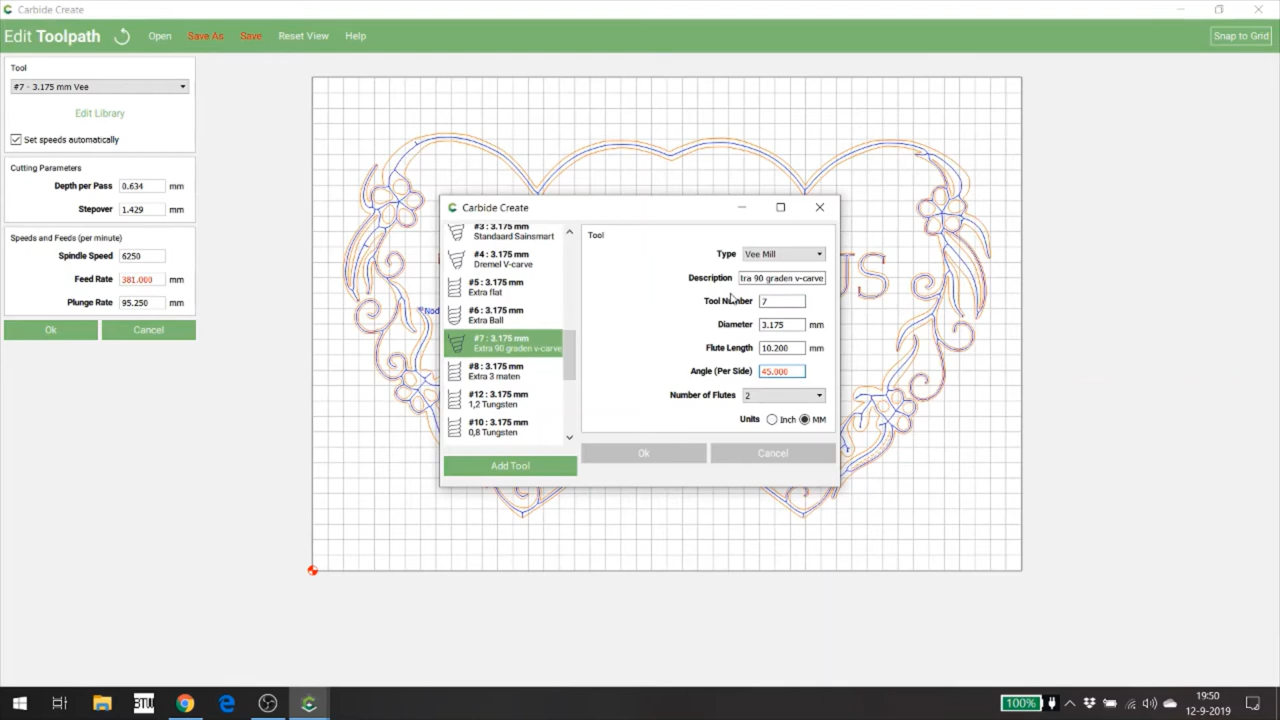 Carbide Create
Edit Toolpath
Open
Save As
Save
Reset View
Help
Snap to Grid
Tool
#7 - 3.175 mm Vee
Edit Library
Set speeds automatically
Cutting Parameters
Depth per Pass 0.634 mm
Stepover 1.429 mm
Speeds and Feeds (per minute)
Spindle Speed 6250
Feed Rate 381.000 mm
Plunge Rate 95.250 mm
Ok
Cancel
Carbide Create
#3 : 3.175 mm
Standaard Sainsmart
#4 : 3.175 mm
Dremel V-carve
#5 : 3.175 mm
Extra flat
#6 : 3.175 mm
Extra Ball
#7 : 3.175 mm
Extra 90 graden v-carve
#8 : 3.175 mm
Extra 3 maten
#12 : 3.175 mm
1,2 Tungsten
#10 : 3.175 mm
0,8 Tungsten
Add Tool
Tool
Type Vee Mill
Description tra 90 graden v-carve
Tool Number 7
Diameter 3.175 mm
Flute Length 10.200 mm
Angle (Per Side) 45.000
Number of Flutes 2
Units Inch MM
Ok
Cancel
BTW
100%
19:50
12-9-2019